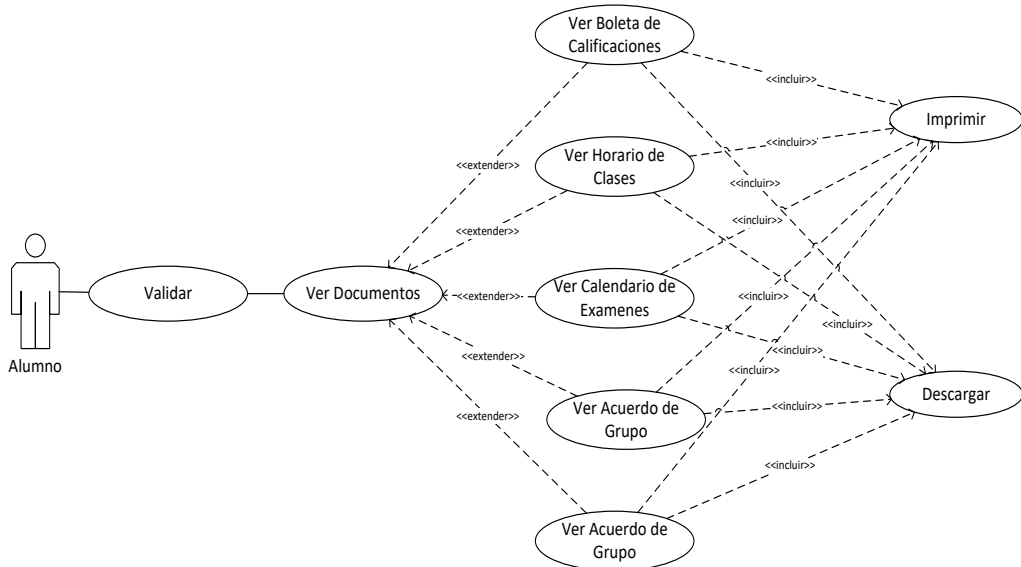 Ver Boleta de
Calificaciones
<<incluir>>
Imprimir
<<incluir>>
Ver Horario de
Clases
<<extender>>
<<incluir>>
<<incluir>>
<<extender>>
Validar
Ver Documentos
<<extender>>
Ver Calendario de
Examenes
<<incluir>>
<<incluir>>
Alumno
<<extender>>
<<incluir>>
<<incluir>>
Descargar
<<extender>>
Ver Acuerdo de
Grupo
<<incluir>>
<<incluir>>
Ver Acuerdo de
Grupo